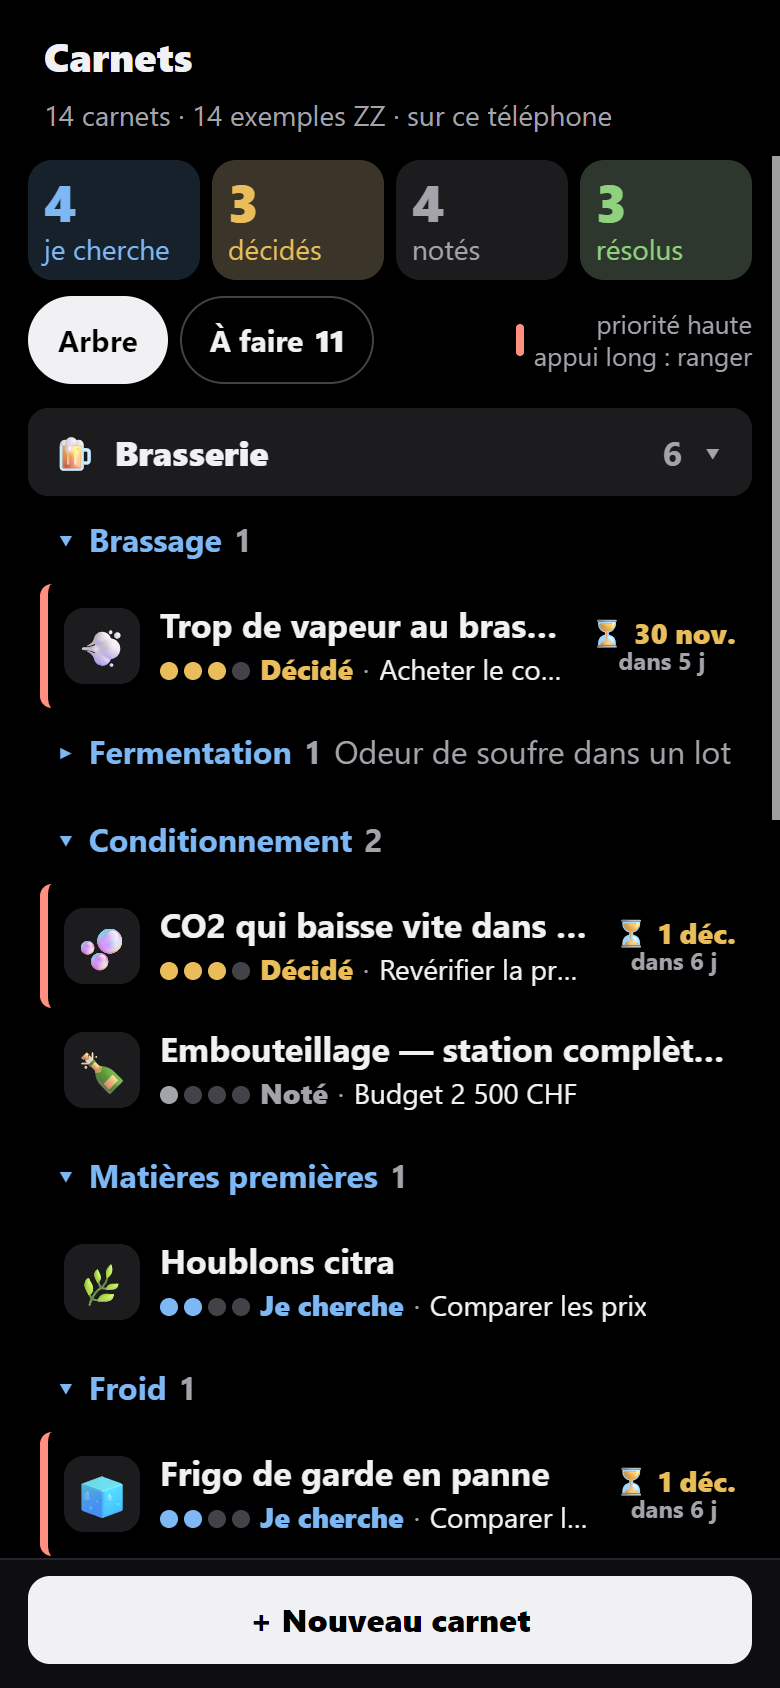 Carnets
14 carnets · 14 exemples ZZ · sur ce téléphone
4
je cherche
3
décidés
4
notés
3
résolus
Arbre
À faire 11
priorité haute
appui long : ranger
Brasserie 6
Brassage 1
Trop de vapeur au bras…
30 nov.
Décidé · Acheter le co…
dans 5 j
Fermentation 1 Odeur de soufre dans un lot
Conditionnement 2
CO2 qui baisse vite dans …
1 déc.
Décidé · Revérifier la pr…
dans 6 j
Embouteillage — station complèt…
Noté · Budget 2 500 CHF
Matières premières 1
Houblons citra
Je cherche · Comparer les prix
Froid 1
Frigo de garde en panne
1 déc.
Je cherche · Comparer l…
dans 6 j
+ Nouveau carnet